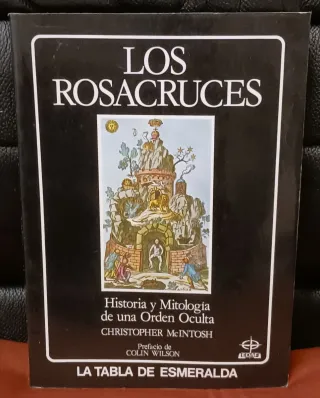 LOS
ROSACRUCES
Historia y Mitología
de una Orden Oculta
CHRISTOPHER McINTOSH
Prefacio de
COLIN WILSON
edaf
LA TABLA DE ESMERALDA